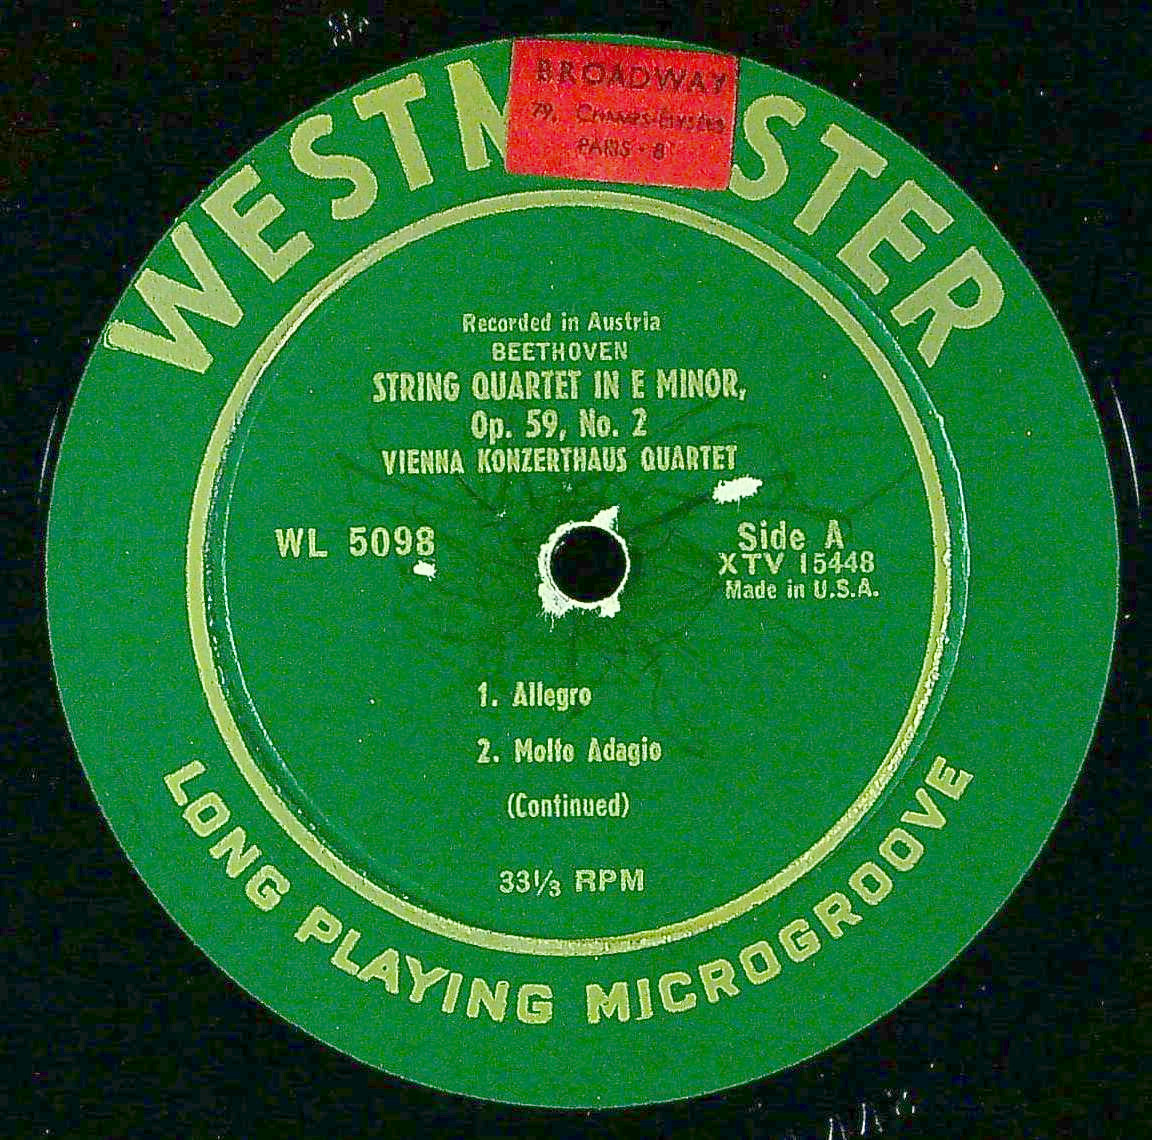 WESTM STER
BROADWAY
79, CHAMPS-ELYSÉES
PARIS - 8
Recorded in Austria
BEETHOVEN
STRING QUARTET IN E MINOR,
Op. 59, No. 2
VIENNA KONZERTHAUS QUARTET
WL 5098
Side A
XTV 15448
Made in U.S.A.
1. Allegro
2. Molto Adagio
(Continued)
33⅓ RPM
LONG PLAYING MICROGROOVE